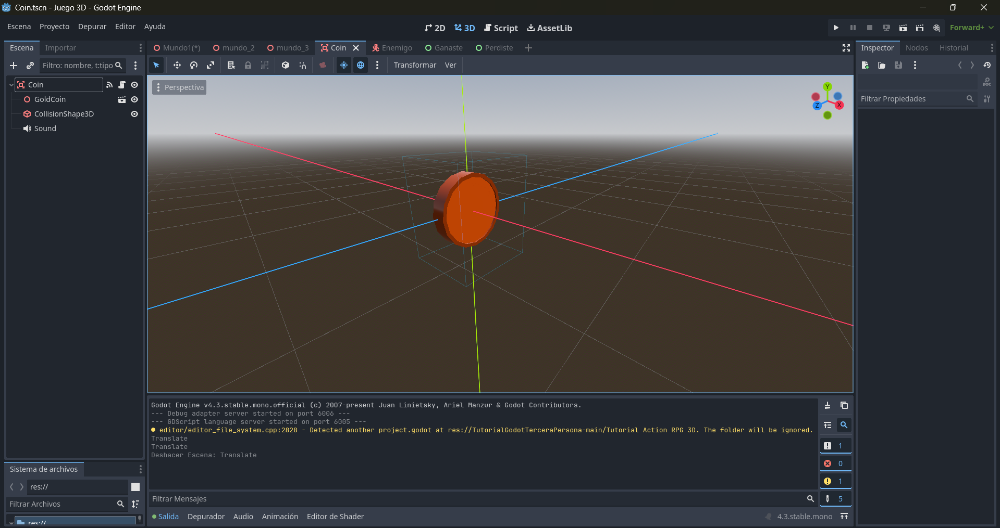 Coin.tscn - Juego 3D - Godot Engine
Escena Proyecto Depurar Editor Ayuda
2D 3D Script AssetLib
Forward+
Escena Importar
Mundo1(*) mundo_2 mundo_3 Coin Enemigo Ganaste Perdiste
Inspector Nodos Historial
Filtro: nombre, t:tipo
Transformar Ver
Coin
GoldCoin
CollisionShape3D
Sound
Perspectiva
Y
Z X
DOC
Filtrar Propiedades
Godot Engine v4.3.stable.mono.official (c) 2007-present Juan Linietsky, Ariel Manzur & Godot Contributors.
--- Debug adapter server started on port 6006 ---
--- GDScript language server started on port 6005 ---
editor/editor_file_system.cpp:2828 - Detected another project.godot at res://TutorialGodotTerceraPersona-main/Tutorial Action RPG 3D. The folder will be ignored.
Translate
Translate
Deshacer Escena: Translate
1
0
1
5
Sistema de archivos
res://
Filtrar Archivos
res://
Filtrar Mensajes
Salida Depurador Audio Animación Editor de Shader
4.3.stable.mono